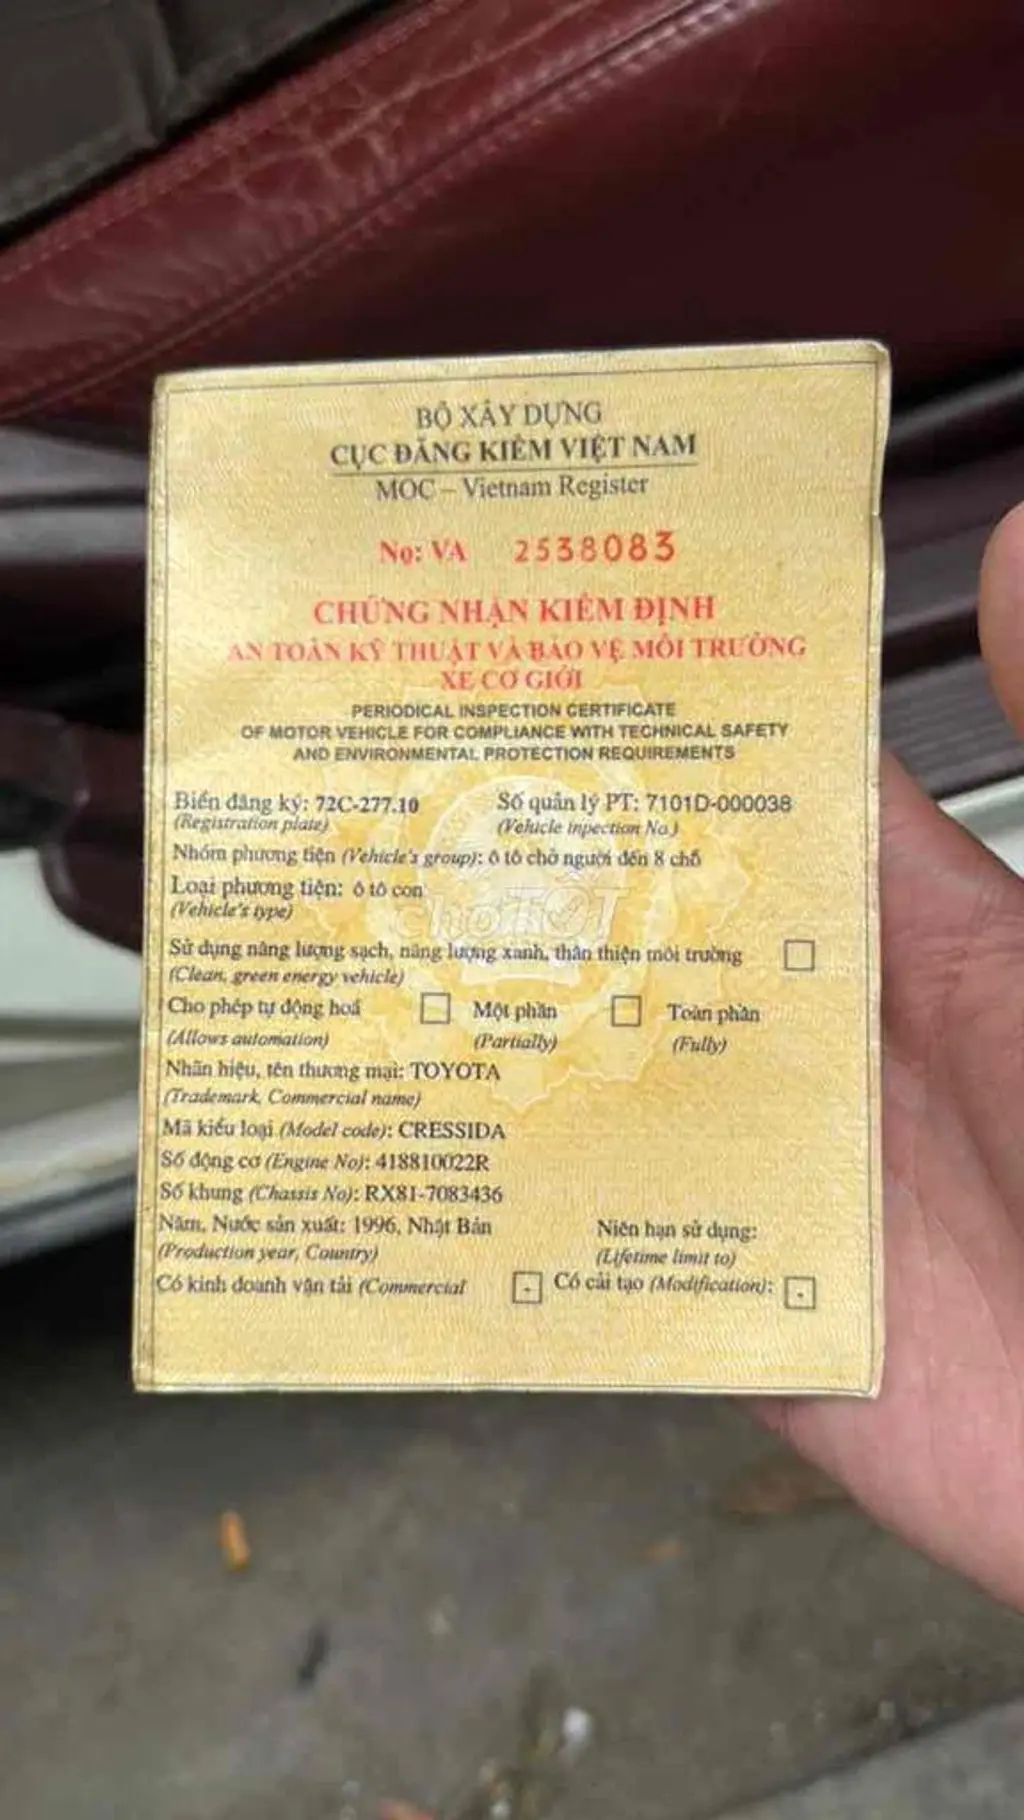 BỘ XÂY DỰNG
CỤC ĐĂNG KIỂM VIỆT NAM
MOC – Vietnam Register
Nọ: VA 2538083
CHỨNG NHẬN KIỂM ĐỊNH
AN TOÀN KỸ THUẬT VÀ BẢO VỆ MÔI TRƯỜNG
XE CƠ GIỚI
PERIODICAL INSPECTION CERTIFICATE
OF MOTOR VEHICLE FOR COMPLIANCE WITH TECHNICAL SAFETY
AND ENVIRONMENTAL PROTECTION REQUIREMENTS
Biển đăng ký: 72C-277.10 Số quản lý PT: 7101D-000038
(Registration plate) (Vehicle inpection No.)
Nhóm phương tiện (Vehicle's group): ô tô chở người đến 8 chỗ
Loại phương tiện: ô tô con
(Vehicle's type)
chợTỐT
Sử dụng năng lượng sạch, năng lượng xanh, thân thiện môi trường
(Clean, green energy vehicle)
Cho phép tự động hoá Một phần Toàn phần
(Allows automation) (Partially) (Fully)
Nhãn hiệu, tên thương mại: TOYOTA
(Trademark, Commercial name)
Mã kiểu loại (Model code): CRESSIDA
Số động cơ (Engine No): 418810022R
Số khung (Chassis No): RX81-7083436
Năm, Nước sản xuất: 1996, Nhật Bản Niên hạn sử dụng:
(Production year, Country) (Lifetime limit to)
Có kinh doanh vận tải (Commercial - Có cải tạo (Modification): -